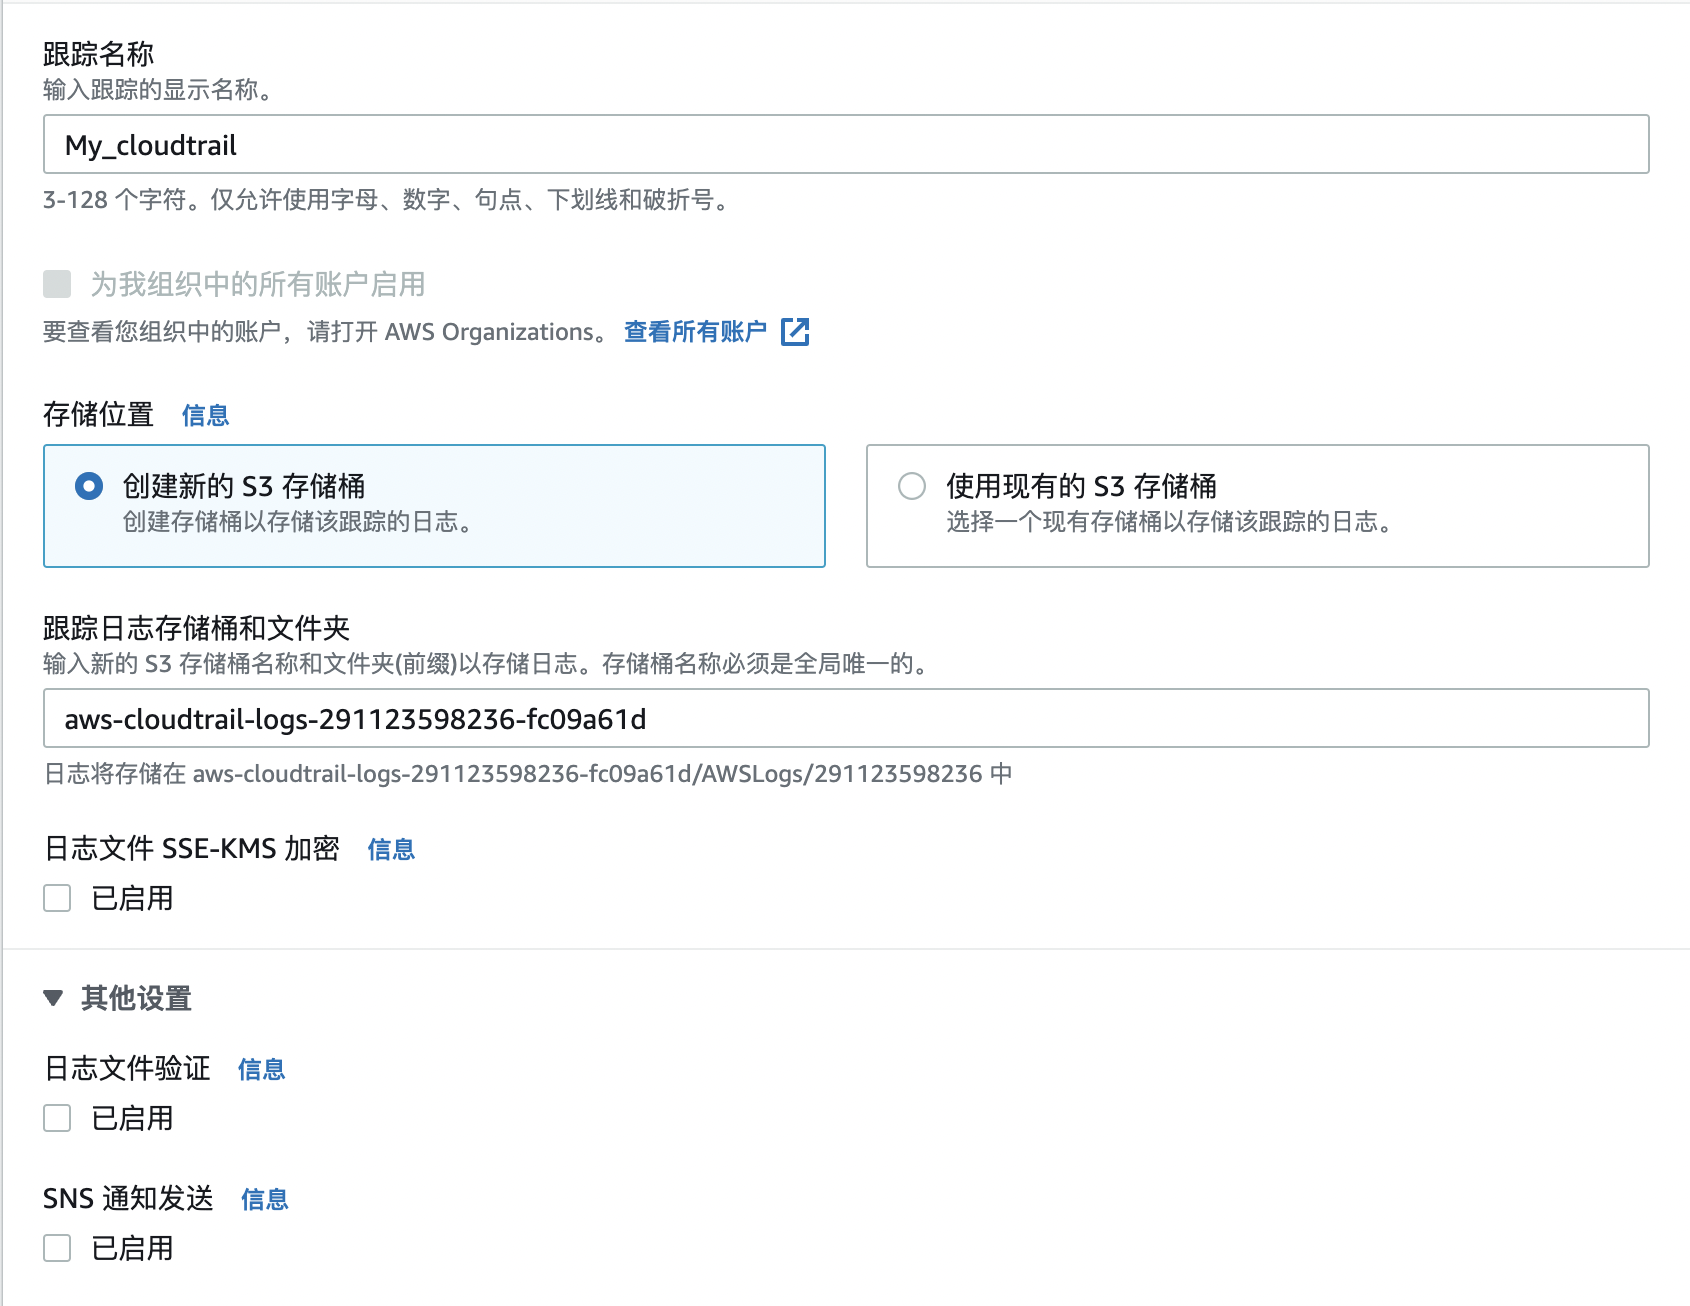 跟踪名称
输入跟踪的显示名称。
My_cloudtrail
3-128 个字符。仅允许使用字母、数字、句点、下划线和破折号。
为我组织中的所有账户启用
要查看您组织中的账户，请打开 AWS Organizations。 查看所有账户
存储位置 信息
创建新的 S3 存储桶
创建存储桶以存储该跟踪的日志。
使用现有的 S3 存储桶
选择一个现有存储桶以存储该跟踪的日志。
跟踪日志存储桶和文件夹
输入新的 S3 存储桶名称和文件夹(前缀)以存储日志。存储桶名称必须是全局唯一的。
aws-cloudtrail-logs-291123598236-fc09a61d
日志将存储在 aws-cloudtrail-logs-291123598236-fc09a61d/AWSLogs/291123598236 中
日志文件 SSE-KMS 加密 信息
已启用
其他设置
日志文件验证 信息
已启用
SNS 通知发送 信息
已启用